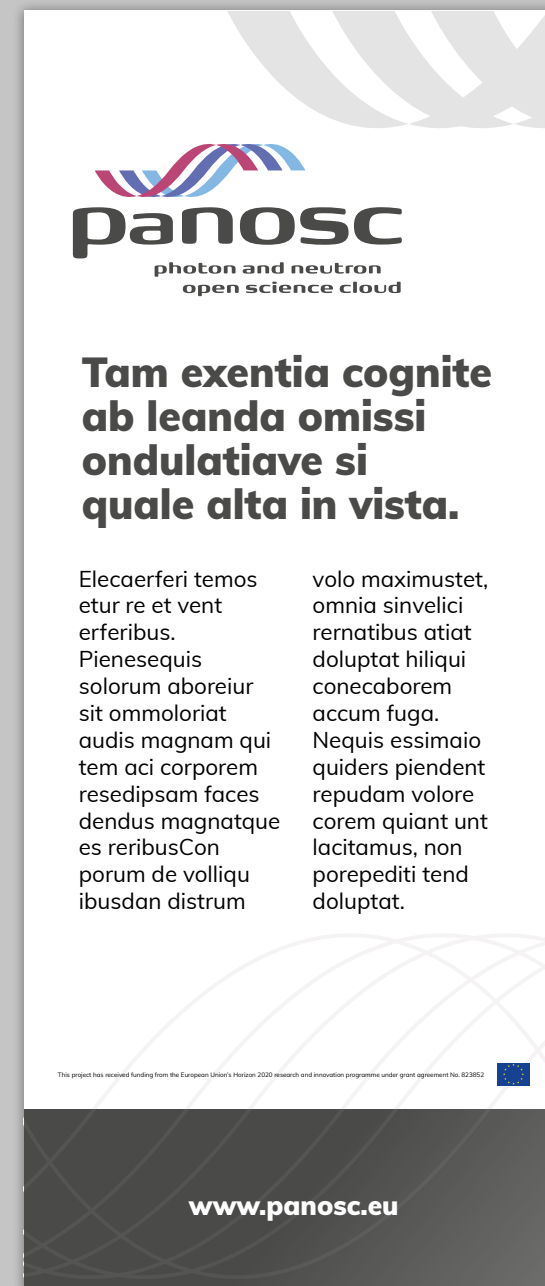 panosc
photon and neutron
open science cloud
Tam exentia cognite
ab leanda omissi
ondulatiave si
quale alta in vista.
Elecaerferi temos
etur re et vent
erferibus.
Pienesequis
solorum aboreiur
sit ommoloriat
audis magnam qui
tem aci corporem
resedipsam faces
dendus magnatque
es reribusCon
porum de volliqu
ibusdan distrum
volo maximustet,
omnia sinvelici
rernatibus atiat
doluptat hiliqui
conecaborem
accum fuga.
Nequis essimaio
quiders piendent
repudam volore
corem quiant unt
lacitamus, non
porepediti tend
doluptat.
This project has received funding from the European Union's Horizon 2020 research and innovation programme under grant agreement No. 823852
www.panosc.eu